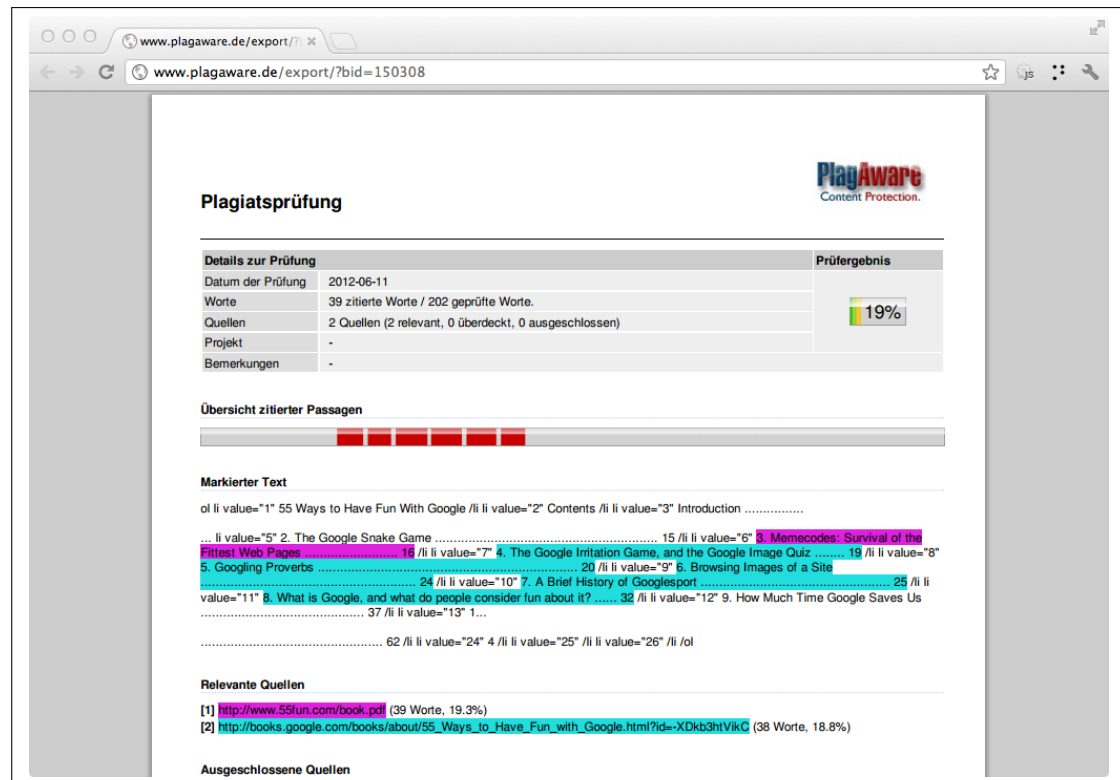 www.plagaware.de/export/?
www.plagaware.de/export/?bid=150308
js
PlagAware
Content Protection.
Plagiatsprüfung
Details zur Prüfung Prüfergebnis
Datum der Prüfung 2012-06-11
Worte 39 zitierte Worte / 202 geprüfte Worte.
19%
Quellen 2 Quellen (2 relevant, 0 überdeckt, 0 ausgeschlossen)
Projekt -
Bemerkungen -
Übersicht zitierter Passagen
Markierter Text
ol li value="1" 55 Ways to Have Fun With Google /li li value="2" Contents /li li value="3" Introduction ................
... li value="5" 2. The Google Snake Game ............................................................. 15 /li li value="6" 3. Memecodes: Survival of the
Fittest Web Pages ......................... 16 /li li value="7" 4. The Google Irritation Game, and the Google Image Quiz ........ 19 /li li value="8"
5. Googling Proverbs ....................................................................... 20 /li li value="9" 6. Browsing Images of a Site
........................................................... 24 /li li value="10" 7. A Brief History of Googlesport .................................................... 25 /li li
value="11" 8. What is Google, and what do people consider fun about it? ...... 32 /li li value="12" 9. How Much Time Google Saves Us
............................................. 37 /li li value="13" 1...
.................................................. 62 /li li value="24" 4 /li li value="25" /li li value="26" /li /ol
Relevante Quellen
[1] http://www.55fun.com/book.pdf (39 Worte, 19.3%)
[2] http://books.google.com/books/about/55_Ways_to_Have_Fun_with_Google.html?id=-XDkb3htVikC (38 Worte, 18.8%)
Ausgeschlossene Quellen